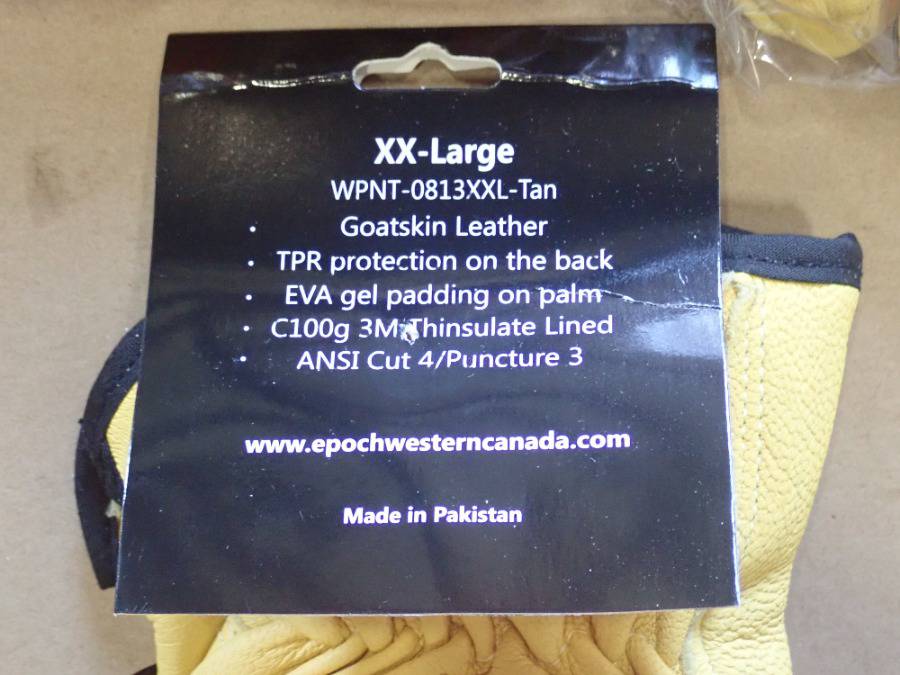 XX-Large
WPNT-0813XXL-Tan
• Goatskin Leather
• TPR protection on the back
• EVA gel padding on palm
• C100g 3M Thinsulate Lined
• ANSI Cut 4/Puncture 3
www.epochwesterncanada.com
Made in Pakistan